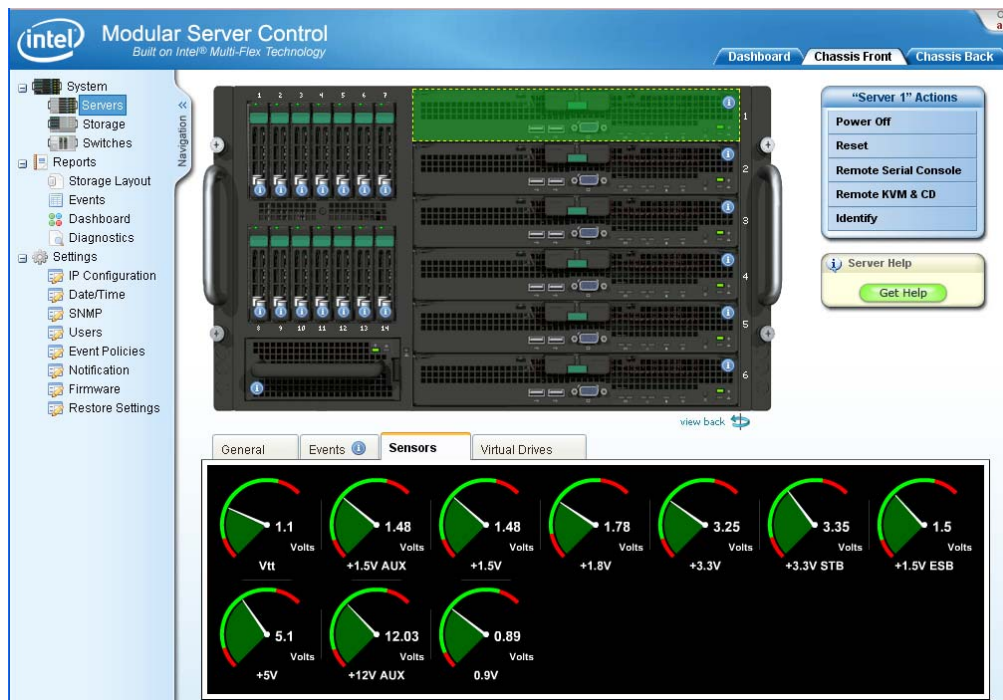 intel
Modular Server Control
Built on Intel® Multi-Flex Technology
Dashboard
Chassis Front
Chassis Back
System
Servers
Storage
Switches
Reports
Storage Layout
Events
Dashboard
Diagnostics
Settings
IP Configuration
Date/Time
SNMP
Users
Event Policies
Notification
Firmware
Restore Settings
«
Navigation
1 2 3 4 5 6 7
8 9 10 11 12 13 14
1
2
3
4
5
6
view back
"Server 1" Actions
Power Off
Reset
Remote Serial Console
Remote KVM & CD
Identify
Server Help
Get Help
General
Events
Sensors
Virtual Drives
1.1 Volts
Vtt
1.48 Volts
+1.5V AUX
1.48 Volts
+1.5V
1.78 Volts
+1.8V
3.25 Volts
+3.3V
3.35 Volts
+3.3V STB
1.5 Volts
+1.5V ESB
5.1 Volts
+5V
12.03 Volts
+12V AUX
0.89 Volts
0.9V